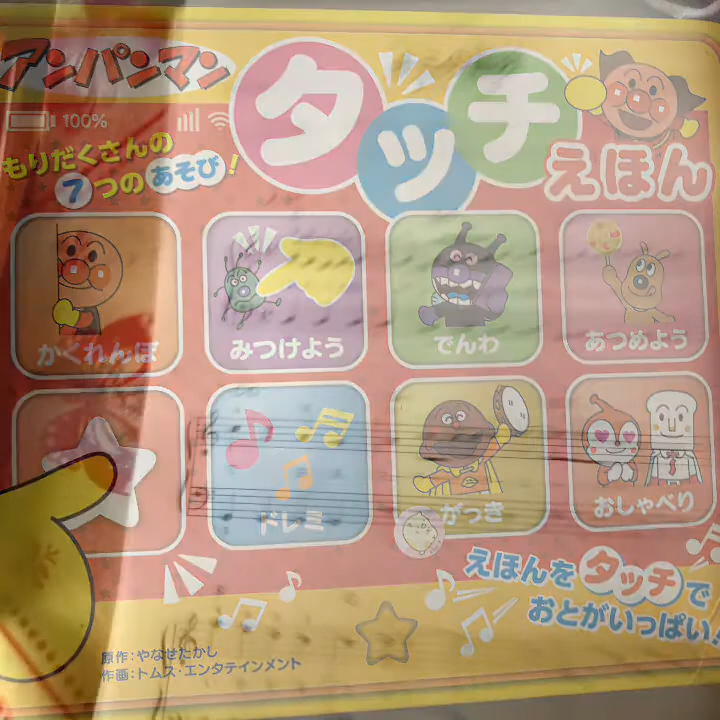 アンパンマン
タッチ
えほん
100%
もりだくさんの
7つのあそび!
かくれんぼ
みつけよう
でんわ
あつめよう
ドレミ
がっき
おしゃべり
えほんをタッチで
おとがいっぱい!
原作:やなせたかし
作画:トムス・エンタテインメント